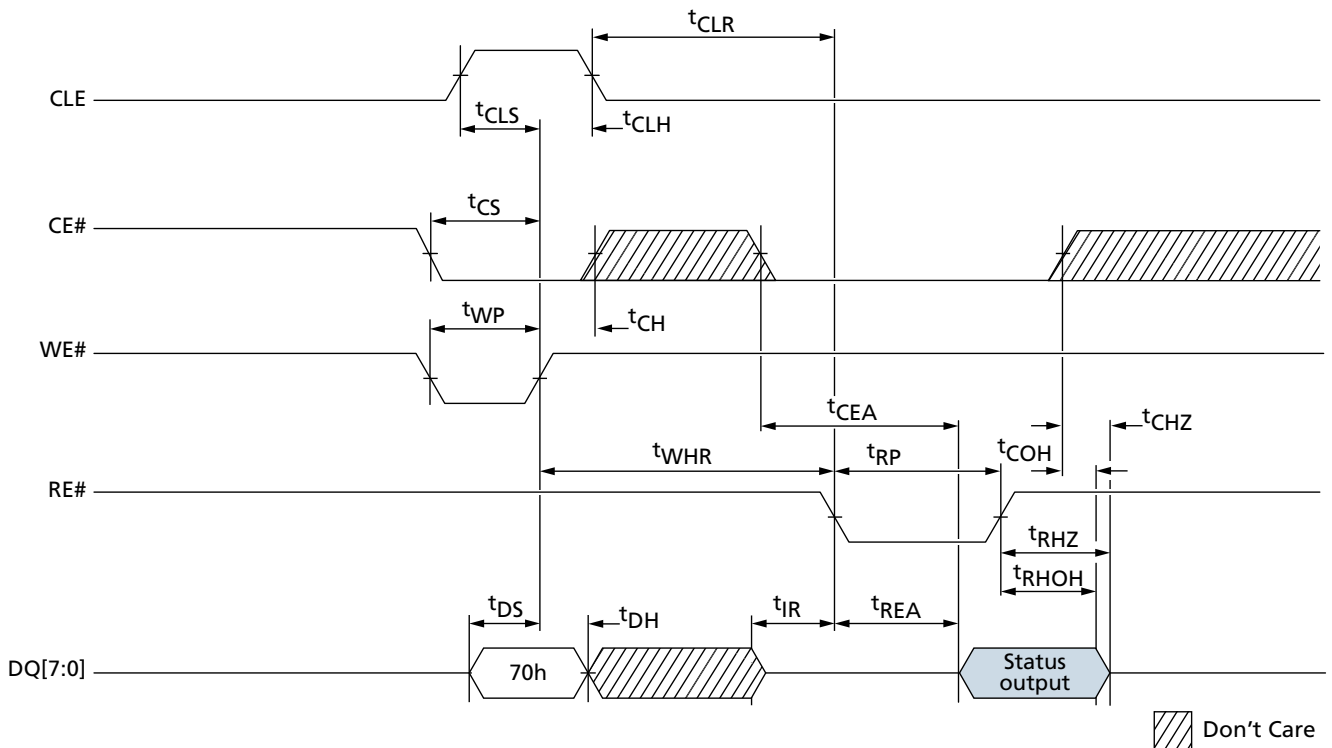 tCLR
CLE
tCLS
tCLH
tCS
CE#
tWP
tCH
WE#
tCEA
tCHZ
tWHR
tRP
tCOH
RE#
tRHZ
tRHOH
tDS
tDH
tIR
tREA
DQ[7:0]
70h
Status
output
Don't Care